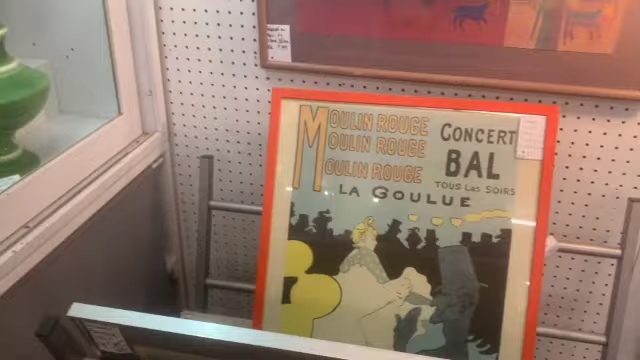 MOULIN ROUGE
MOULIN ROUGE
MOULIN ROUGE
CONCERT
BAL
TOUS LES SOIRS
LA GOULUE